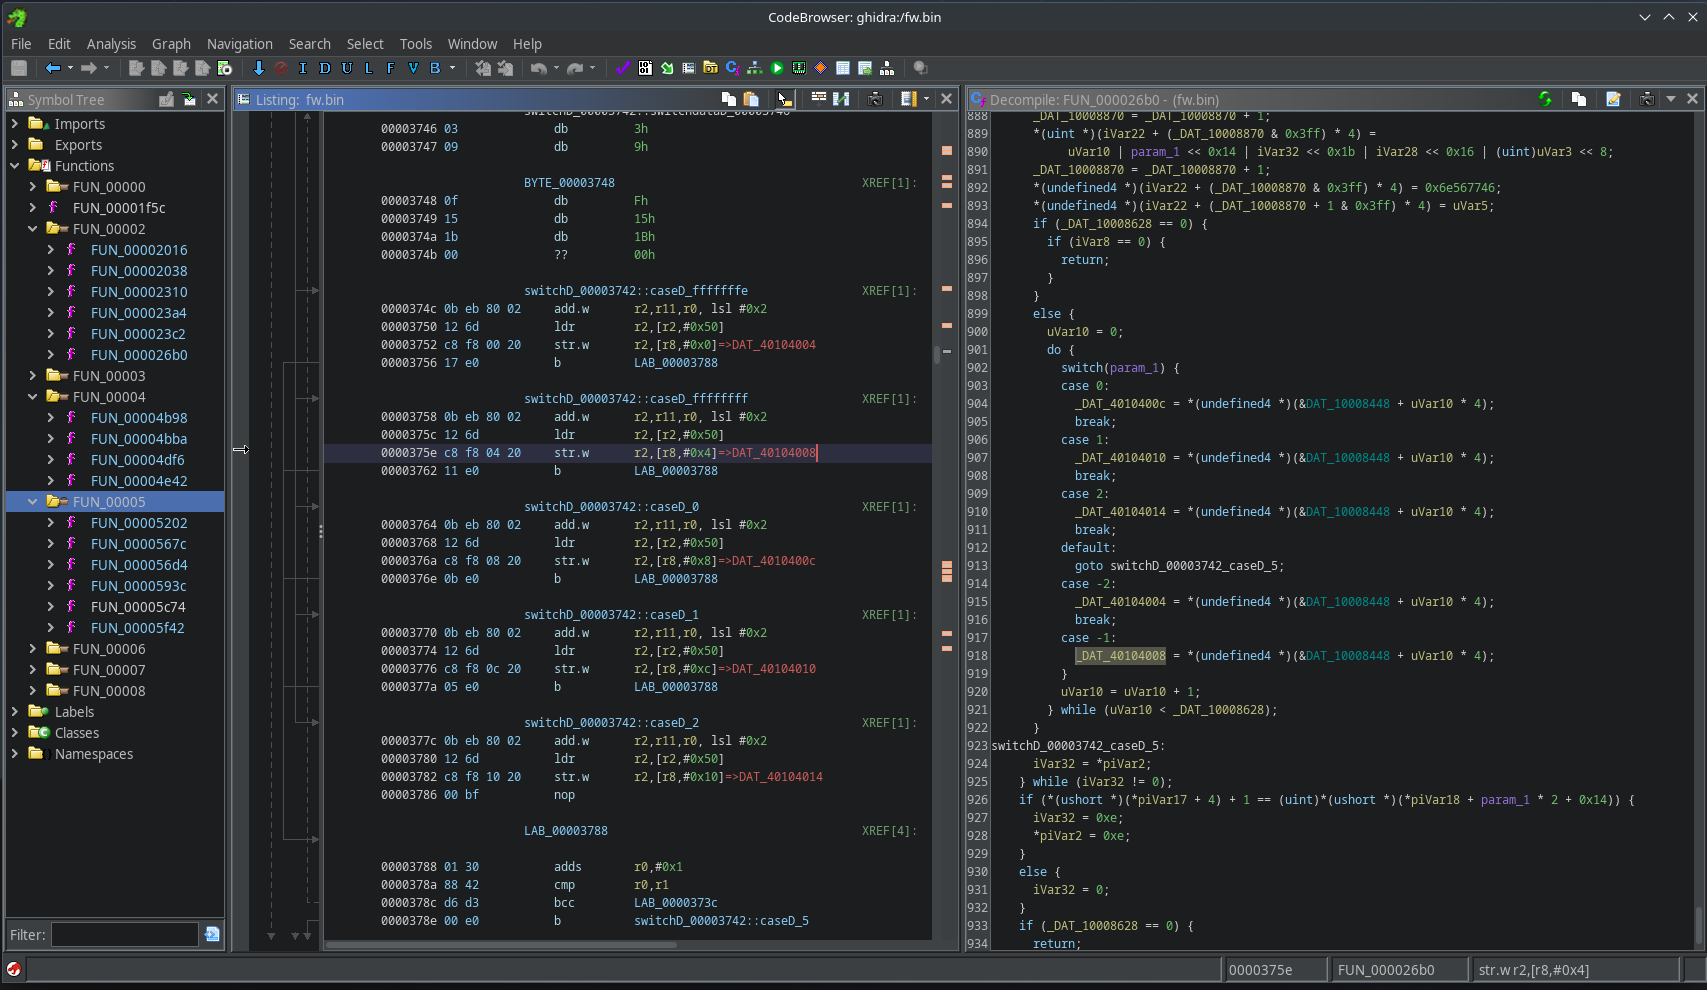 CodeBrowser: ghidra:/fw.bin
File Edit Analysis Graph Navigation Search Select Tools Window Help
I D U L F V B
Symbol Tree
Imports
Exports
Functions
FUN_00000
FUN_00001f5c
FUN_00002
FUN_00002016
FUN_00002038
FUN_00002310
FUN_000023a4
FUN_000023c2
FUN_000026b0
FUN_00003
FUN_00004
FUN_00004b98
FUN_00004bba
FUN_00004df6
FUN_00004e42
FUN_00005
FUN_00005202
FUN_0000567c
FUN_000056d4
FUN_0000593c
FUN_00005c74
FUN_00005f42
FUN_00006
FUN_00007
FUN_00008
Labels
Classes
Namespaces
Filter:
Listing: fw.bin
switchD_00003742::switchdataD_00003746
00003746 03 db 3h
00003747 09 db 9h
BYTE_00003748 XREF[1]:
00003748 0f db Fh
00003749 15 db 15h
0000374a 1b db 1Bh
0000374b 00 ?? 00h
switchD_00003742::caseD_fffffffe XREF[1]:
0000374c 0b eb 80 02 add.w r2,r11,r0, lsl #0x2
00003750 12 6d ldr r2,[r2,#0x50]
00003752 c8 f8 00 20 str.w r2,[r8,#0x0]=>DAT_40104004
00003756 17 e0 b LAB_00003788
switchD_00003742::caseD_ffffffff XREF[1]:
00003758 0b eb 80 02 add.w r2,r11,r0, lsl #0x2
0000375c 12 6d ldr r2,[r2,#0x50]
0000375e c8 f8 04 20 str.w r2,[r8,#0x4]=>DAT_40104008
00003762 11 e0 b LAB_00003788
switchD_00003742::caseD_0 XREF[1]:
00003764 0b eb 80 02 add.w r2,r11,r0, lsl #0x2
00003768 12 6d ldr r2,[r2,#0x50]
0000376a c8 f8 08 20 str.w r2,[r8,#0x8]=>DAT_4010400c
0000376e 0b e0 b LAB_00003788
switchD_00003742::caseD_1 XREF[1]:
00003770 0b eb 80 02 add.w r2,r11,r0, lsl #0x2
00003774 12 6d ldr r2,[r2,#0x50]
00003776 c8 f8 0c 20 str.w r2,[r8,#0xc]=>DAT_40104010
0000377a 05 e0 b LAB_00003788
switchD_00003742::caseD_2 XREF[1]:
0000377c 0b eb 80 02 add.w r2,r11,r0, lsl #0x2
00003780 12 6d ldr r2,[r2,#0x50]
00003782 c8 f8 10 20 str.w r2,[r8,#0x10]=>DAT_40104014
00003786 00 bf nop
LAB_00003788 XREF[4]:
00003788 01 30 adds r0,#0x1
0000378a 88 42 cmp r0,r1
0000378c d6 d3 bcc LAB_0000373c
0000378e 00 e0 b switchD_00003742::caseD_5
Decompile: FUN_000026b0 - (fw.bin)
888 _DAT_10008870 = _DAT_10008870 + 1;
889 *(uint *)(iVar22 + (_DAT_10008870 & 0x3ff) * 4) =
890 uVar10 | param_1 << 0x14 | iVar32 << 0x1b | iVar28 << 0x16 | (uint)uVar3 << 8;
891 _DAT_10008870 = _DAT_10008870 + 1;
892 *(undefined4 *)(iVar22 + (_DAT_10008870 & 0x3ff) * 4) = 0x6e567746;
893 *(undefined4 *)(iVar22 + (_DAT_10008870 + 1 & 0x3ff) * 4) = uVar5;
894 if (_DAT_10008628 == 0) {
895 if (iVar8 == 0) {
896 return;
897 }
898 }
899 else {
900 uVar10 = 0;
901 do {
902 switch(param_1) {
903 case 0:
904 _DAT_4010400c = *(undefined4 *)(&DAT_10008448 + uVar10 * 4);
905 break;
906 case 1:
907 _DAT_40104010 = *(undefined4 *)(&DAT_10008448 + uVar10 * 4);
908 break;
909 case 2:
910 _DAT_40104014 = *(undefined4 *)(&DAT_10008448 + uVar10 * 4);
911 break;
912 default:
913 goto switchD_00003742_caseD_5;
914 case -2:
915 _DAT_40104004 = *(undefined4 *)(&DAT_10008448 + uVar10 * 4);
916 break;
917 case -1:
918 _DAT_40104008 = *(undefined4 *)(&DAT_10008448 + uVar10 * 4);
919 }
920 uVar10 = uVar10 + 1;
921 } while (uVar10 < _DAT_10008628);
922 }
923 switchD_00003742_caseD_5:
924 iVar32 = *piVar2;
925 } while (iVar32 != 0);
926 if (*(ushort *)(*piVar17 + 4) + 1 == (uint)*(ushort *)(*piVar18 + param_1 * 2 + 0x14)) {
927 iVar32 = 0xe;
928 *piVar2 = 0xe;
929 }
930 else {
931 iVar32 = 0;
932 }
933 if (_DAT_10008628 == 0) {
934 return;
0000375e FUN_000026b0 str.w r2,[r8,#0x4]